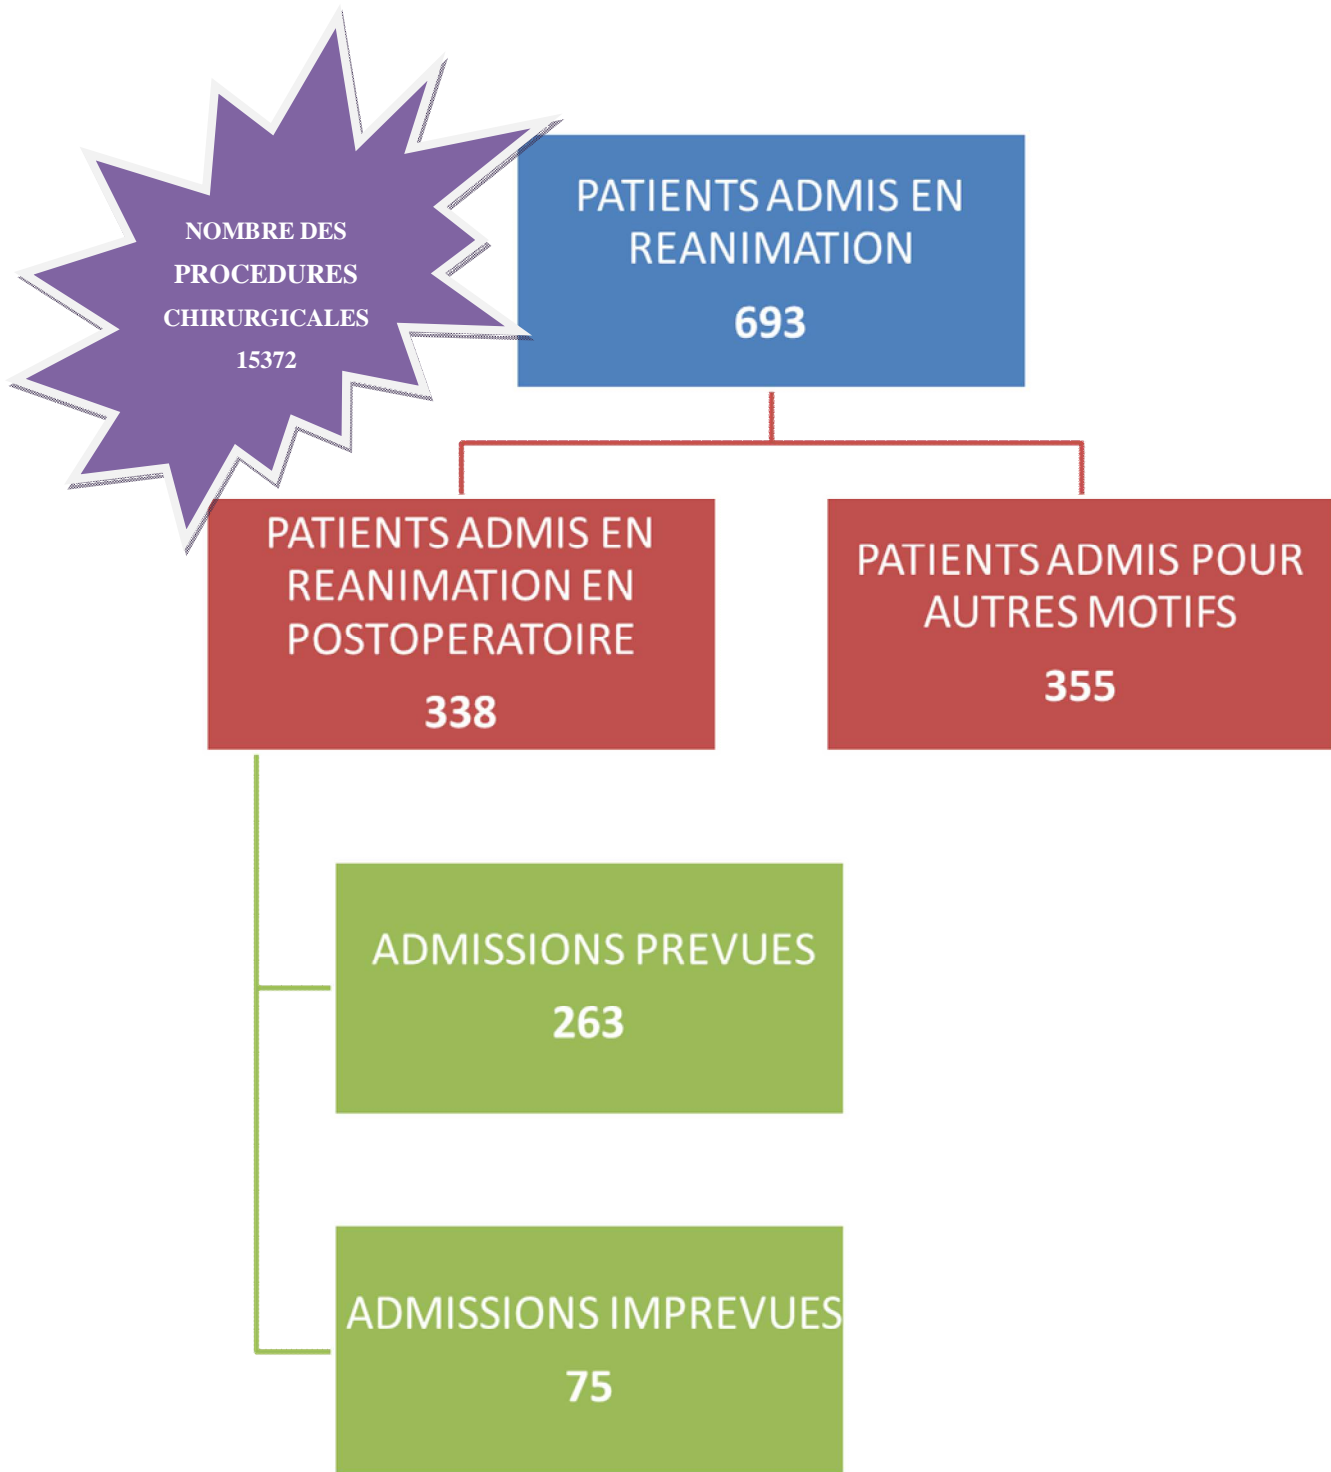 NOMBRE DES
PROCEDURES
CHIRURGICALES
15372
PATIENTS ADMIS EN
REANIMATION
693
PATIENTS ADMIS EN
REANIMATION EN
POSTOPERATOIRE
338
PATIENTS ADMIS POUR
AUTRES MOTIFS
355
ADMISSIONS PREVUES
263
ADMISSIONS IMPREVUES
75